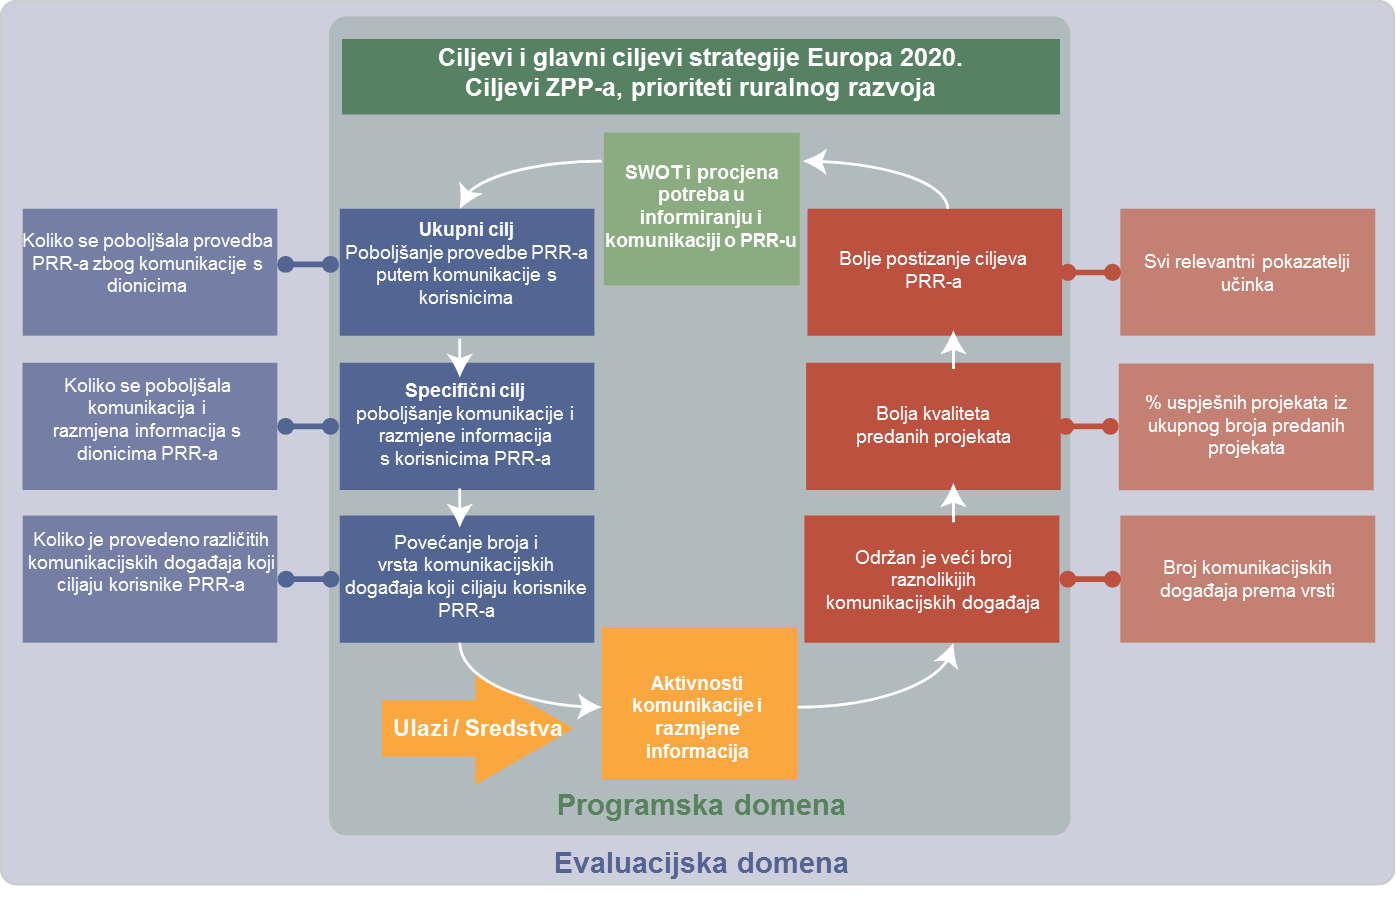 Ciljevi i glavni ciljevi strategije Europa 2020.
Ciljevi ZPP-a, prioriteti ruralnog razvoja
SWOT i procjena
potreba u
informiranju i
komunikaciji o PRR-u
Koliko se poboljšala provedba
PRR-a zbog komunikacije s
dionicima
Ukupni cilj
Poboljšanje provedbe PRR-a
putem komunikacije s
korisnicima
Bolje postizanje ciljeva
PRR-a
Svi relevantni pokazatelji
učinka
Koliko se poboljšala
komunikacija i
razmjena informacija s
dionicima PRR-a
Specifični cilj
poboljšanje komunikacije i
razmjene informacija
s korisnicima PRR-a
Bolja kvaliteta
predanih projekata
% uspješnih projekata iz
ukupnog broja predanih
projekata
Koliko je provedeno različitih
komunikacijskih događaja koji
ciljaju korisnike PRR-a
Povećanje broja i
vrsta komunikacijskih
događaja koji ciljaju korisnike
PRR-a
Održan je veći broj
raznolikijih
komunikacijskih događaja
Broj komunikacijskih
događaja prema vrsti
Ulazi / Sredstva
Aktivnosti
komunikacije i
razmjene
informacija
Programska domena
Evaluacijska domena